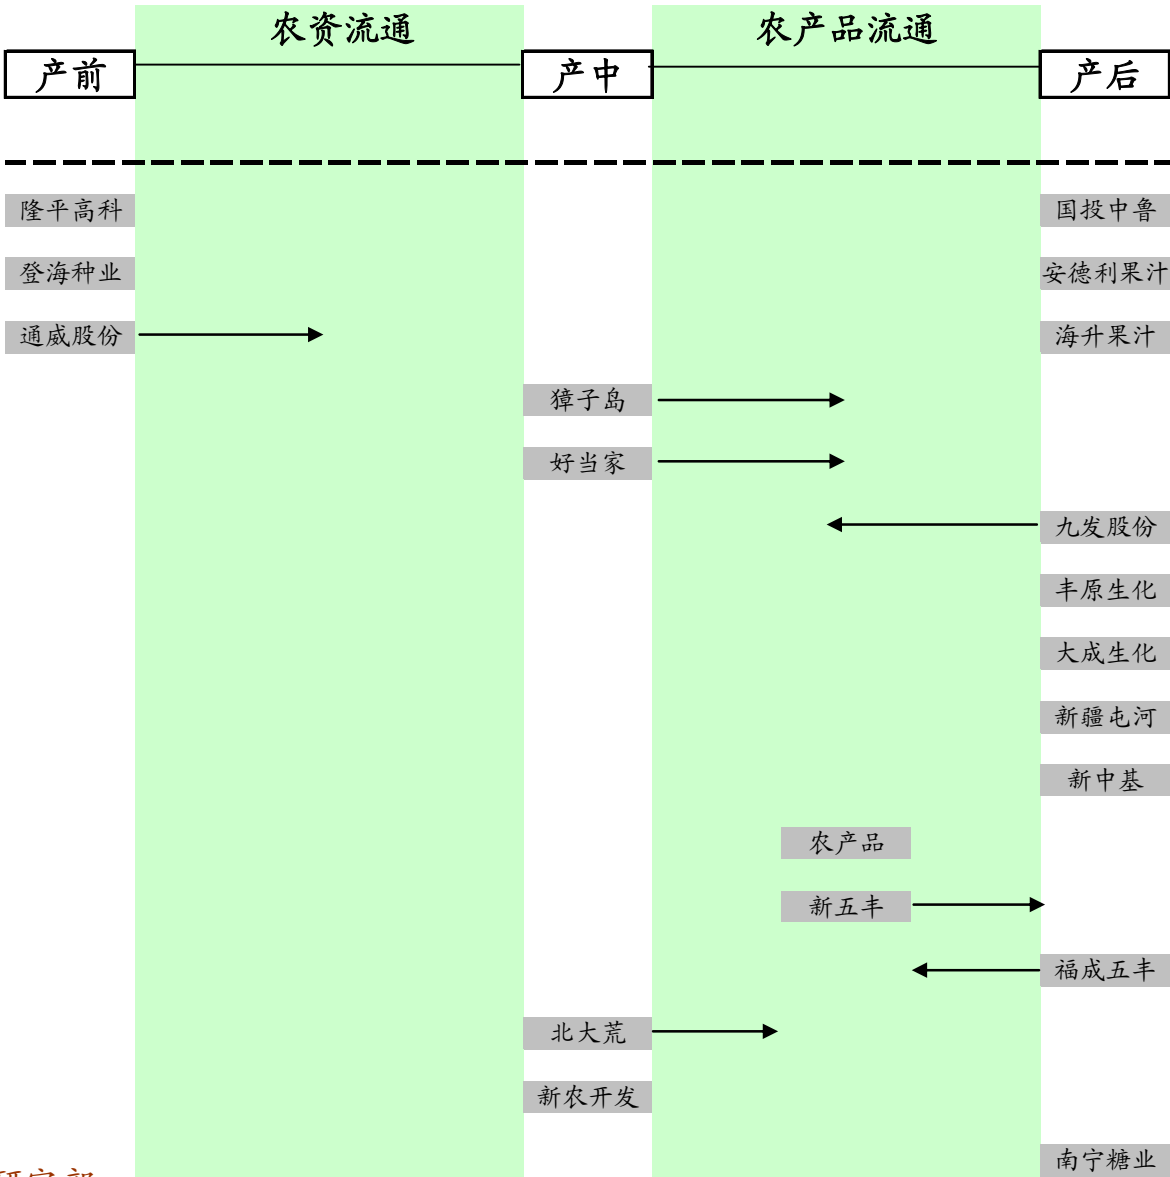 农资流通
农产品流通
产前
产中
产后
隆平高科
国投中鲁
登海种业
安德利果汁
通威股份
海升果汁
獐子岛
好当家
九发股份
丰原生化
大成生化
新疆屯河
新中基
农产品
新五丰
福成五丰
北大荒
新农开发
南宁糖业